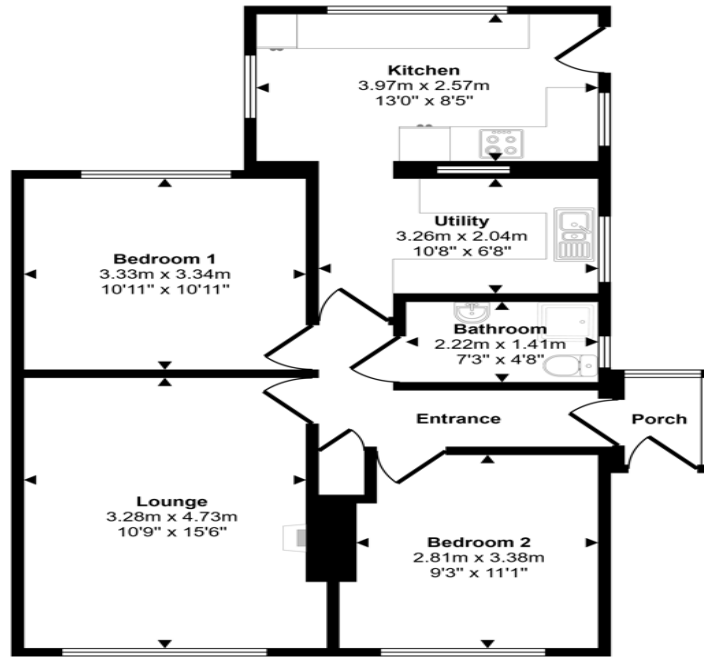 Kitchen
3.97m x 2.57m
13'0" x 8'5"
Utility
3.26m x 2.04m
10'8" x 6'8"
Bedroom 1
3.33m x 3.34m
10'11" x 10'11"
Bathroom
2.22m x 1.41m
7'3" x 4'8"
Entrance
Porch
Lounge
3.28m x 4.73m
10'9" x 15'6"
Bedroom 2
2.81m x 3.38m
9'3" x 11'1"